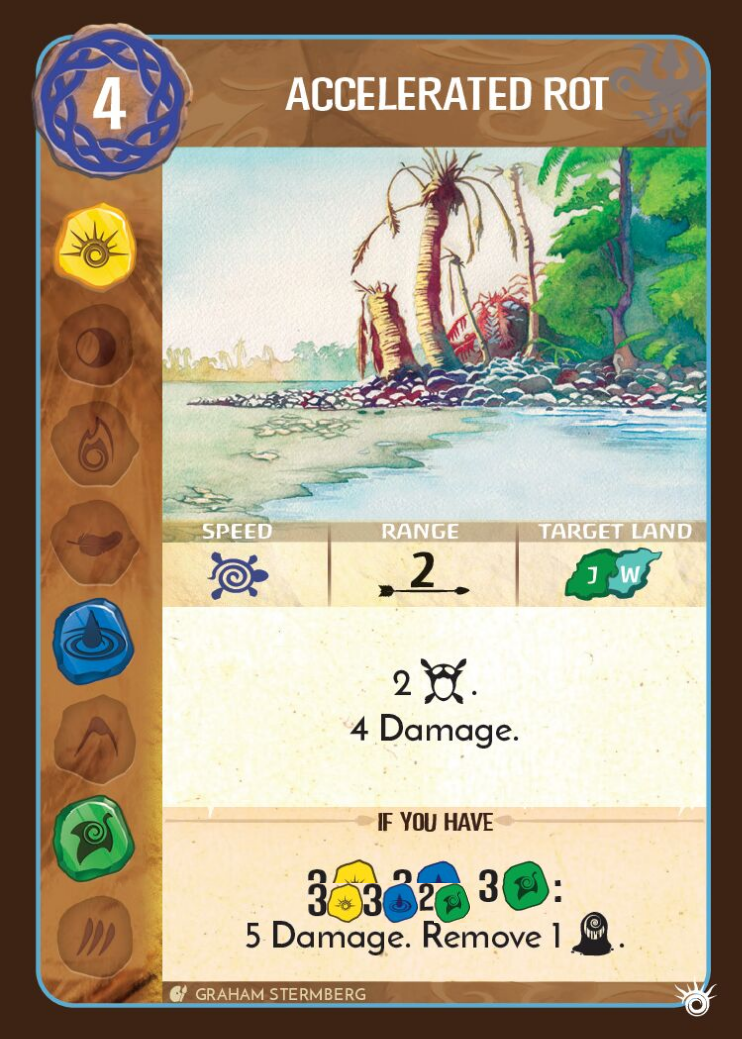 4
ACCELERATED ROT
SPEED
RANGE
TARGET LAND
2
J W
2 .
4 Damage.
IF YOU HAVE
3 3 2 3 :
5 Damage. Remove 1 .
GRAHAM STERMBERG